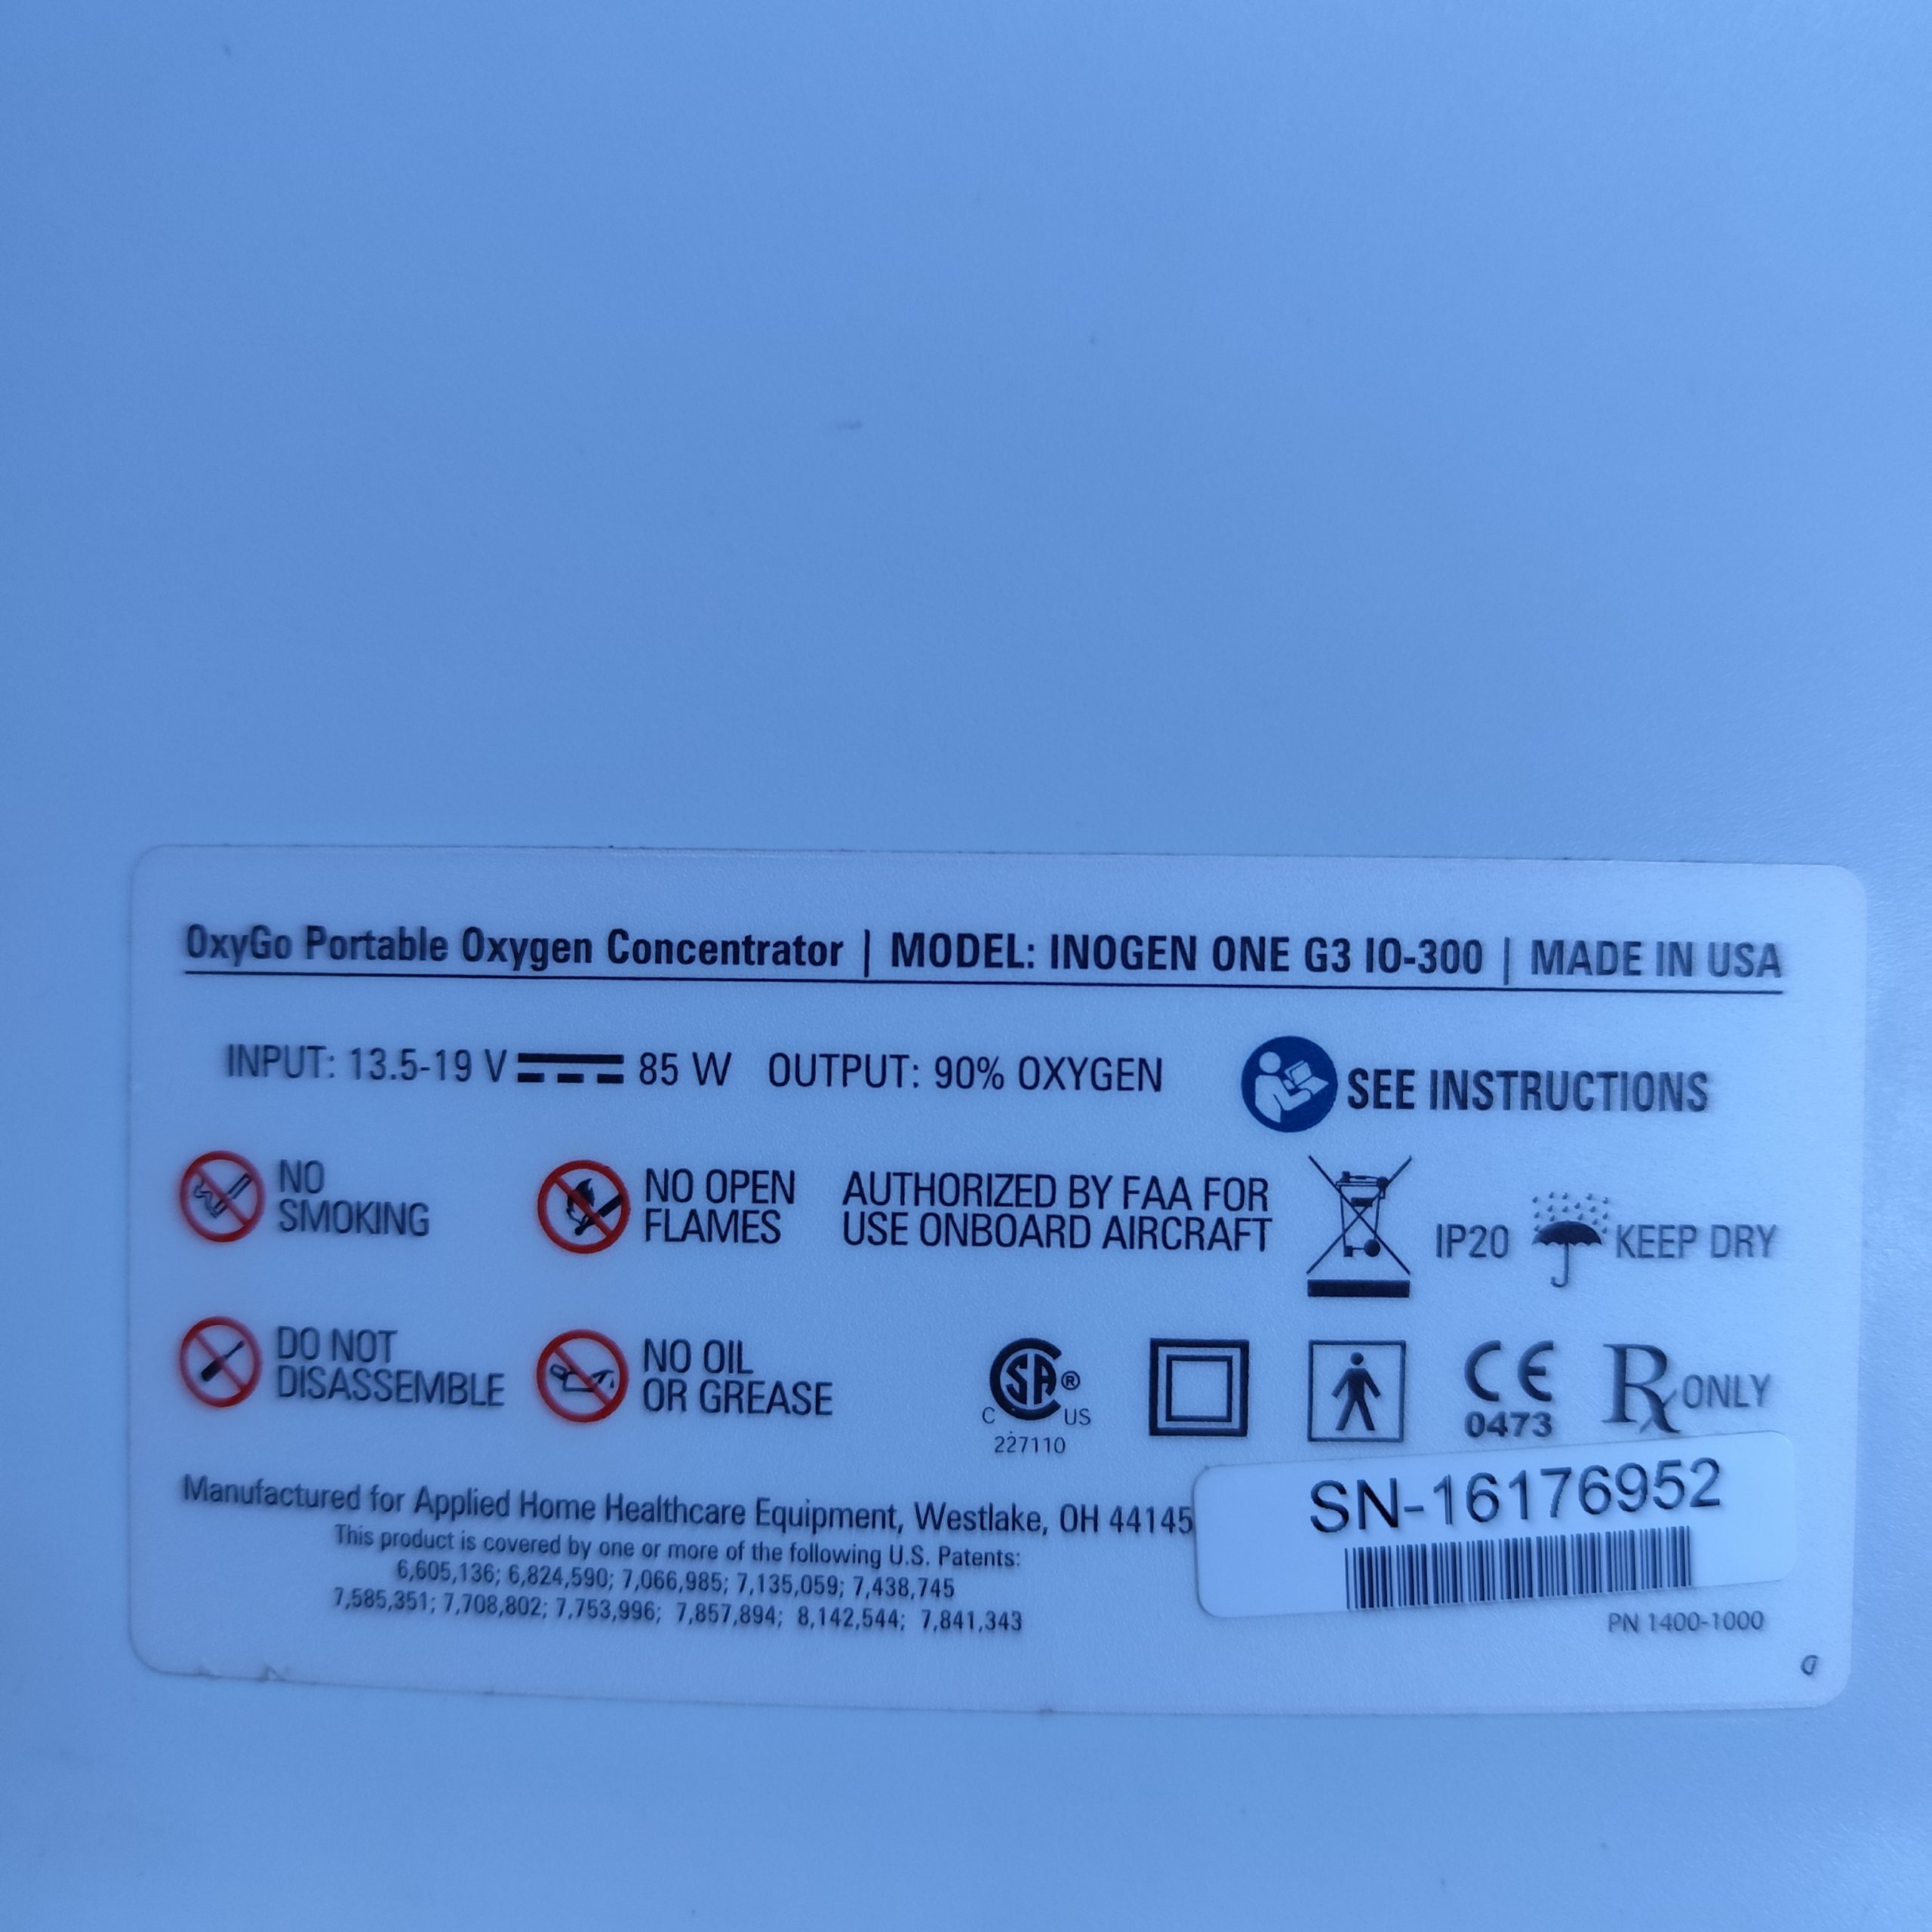 OxyGo Portable Oxygen Concentrator | MODEL: INOGEN ONE G3 IO-300 | MADE IN USA
INPUT: 13.5-19 V 85 W OUTPUT: 90% OXYGEN
SEE INSTRUCTIONS
NO
SMOKING
NO OPEN
FLAMES
AUTHORIZED BY FAA FOR
USE ONBOARD AIRCRAFT
IP20
KEEP DRY
DO NOT
DISASSEMBLE
NO OIL
OR GREASE
CSA®
C US
227110
CE
0473
Rx ONLY
Manufactured for Applied Home Healthcare Equipment, Westlake, OH 44145
This product is covered by one or more of the following U.S. Patents:
6,605,136; 6,824,590; 7,066,985; 7,135,059; 7,438,745
7,585,351; 7,708,802; 7,753,996; 7,857,894; 8,142,544; 7,841,343
SN-16176952
PN 1400-1000